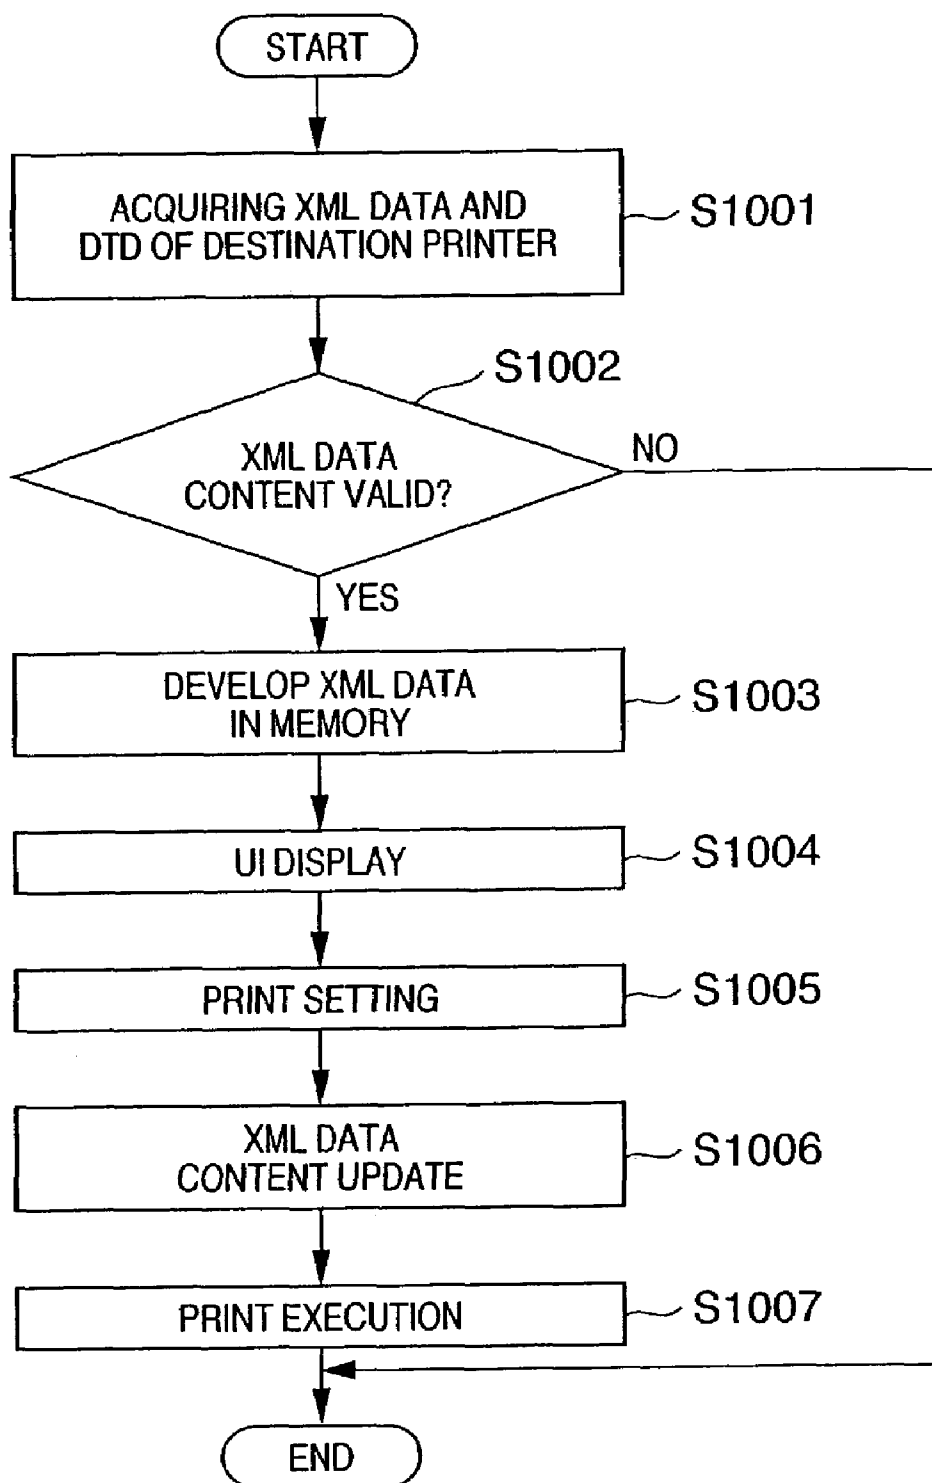 START
ACQUIRING XML DATA AND
DTD OF DESTINATION PRINTER
S1001
S1002
XML DATA
CONTENT VALID?
NO
YES
DEVELOP XML DATA
IN MEMORY
S1003
UI DISPLAY
S1004
PRINT SETTING
S1005
XML DATA
CONTENT UPDATE
S1006
PRINT EXECUTION
S1007
END